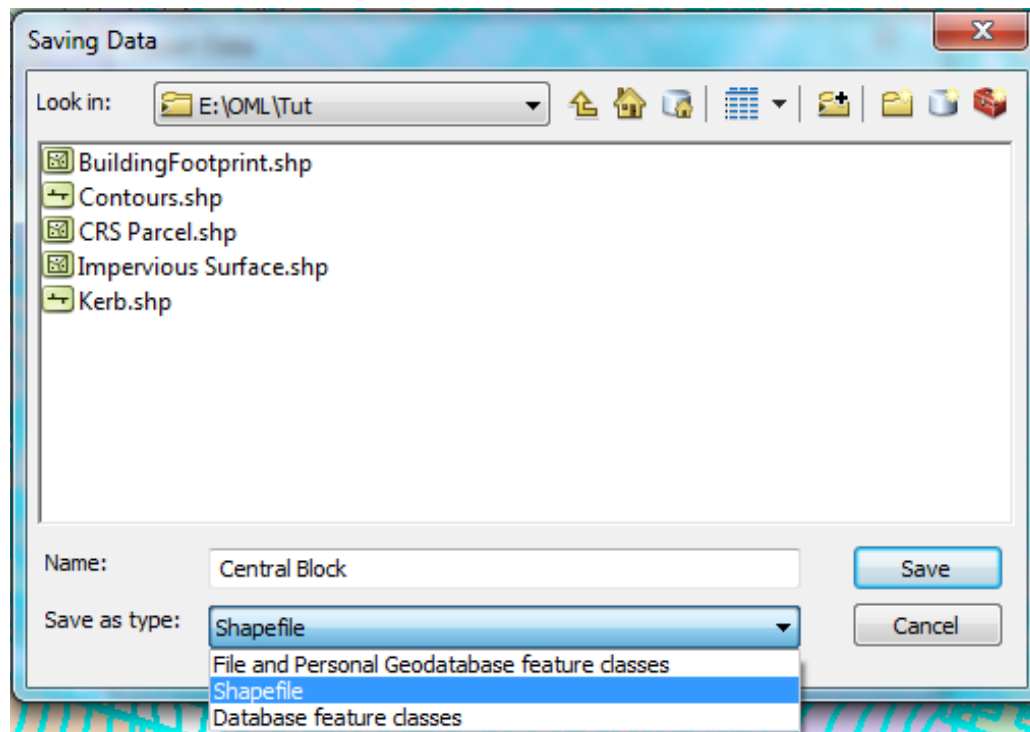 Saving Data
Look in: E:\OML\Tut
BuildingFootprint.shp
Contours.shp
CRS Parcel.shp
Impervious Surface.shp
Kerb.shp
Name: Central Block Save
Save as type: Shapefile Cancel
File and Personal Geodatabase feature classes
Shapefile
Database feature classes